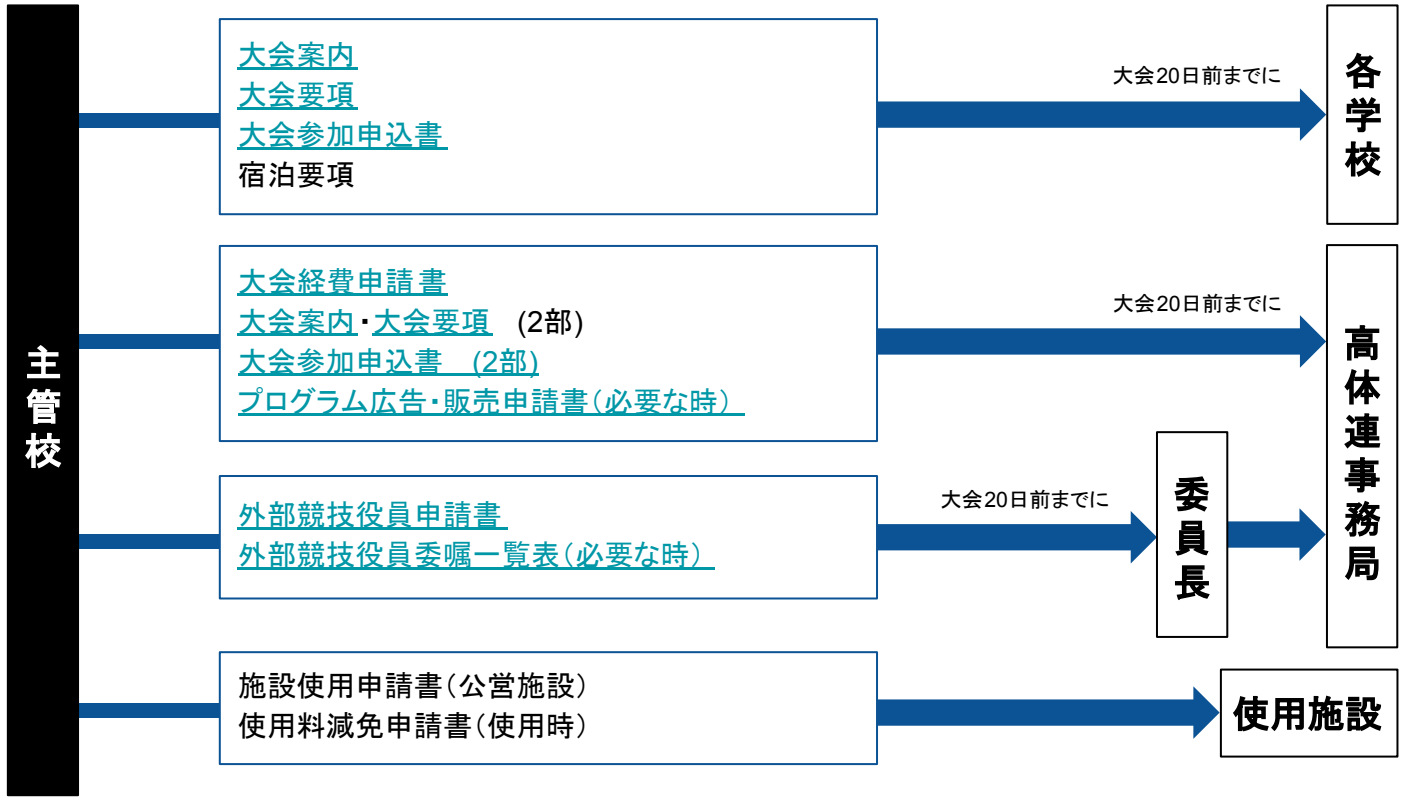 主管校
大会案内
大会要項
大会参加申込書
宿泊要項
大会20日前までに
各学校
大会経費申請書
大会案内・大会要項　(2部)
大会参加申込書　(2部)
プログラム広告・販売申請書（必要な時）
大会20日前までに
高体連事務局
外部競技役員申請書
外部競技役員委嘱一覧表（必要な時）
大会20日前までに
委員長
施設使用申請書（公営施設）
使用料減免申請書（使用時）
使用施設